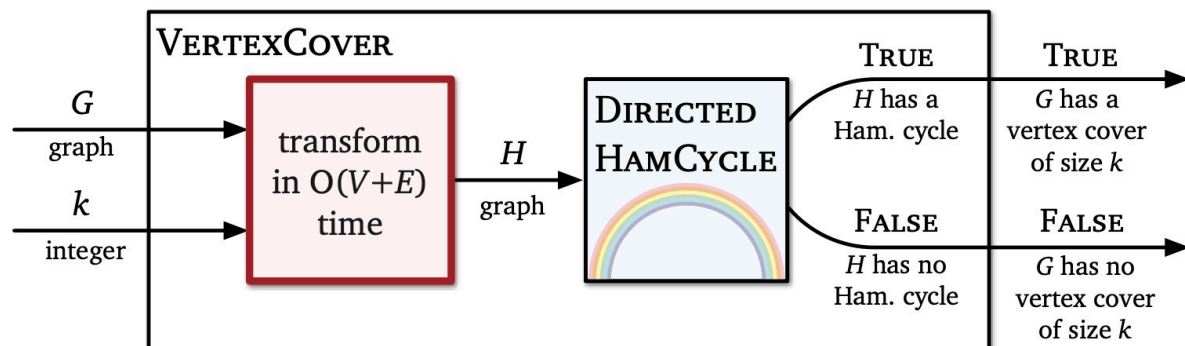 VERTEXCOVER
G
graph
k
integer
transform
in O(V+E)
time
H
graph
DIRECTED
HAMCYCLE
TRUE
H has a
Ham. cycle
FALSE
H has no
Ham. cycle
TRUE
G has a
vertex cover
of size k
FALSE
G has no
vertex cover
of size k